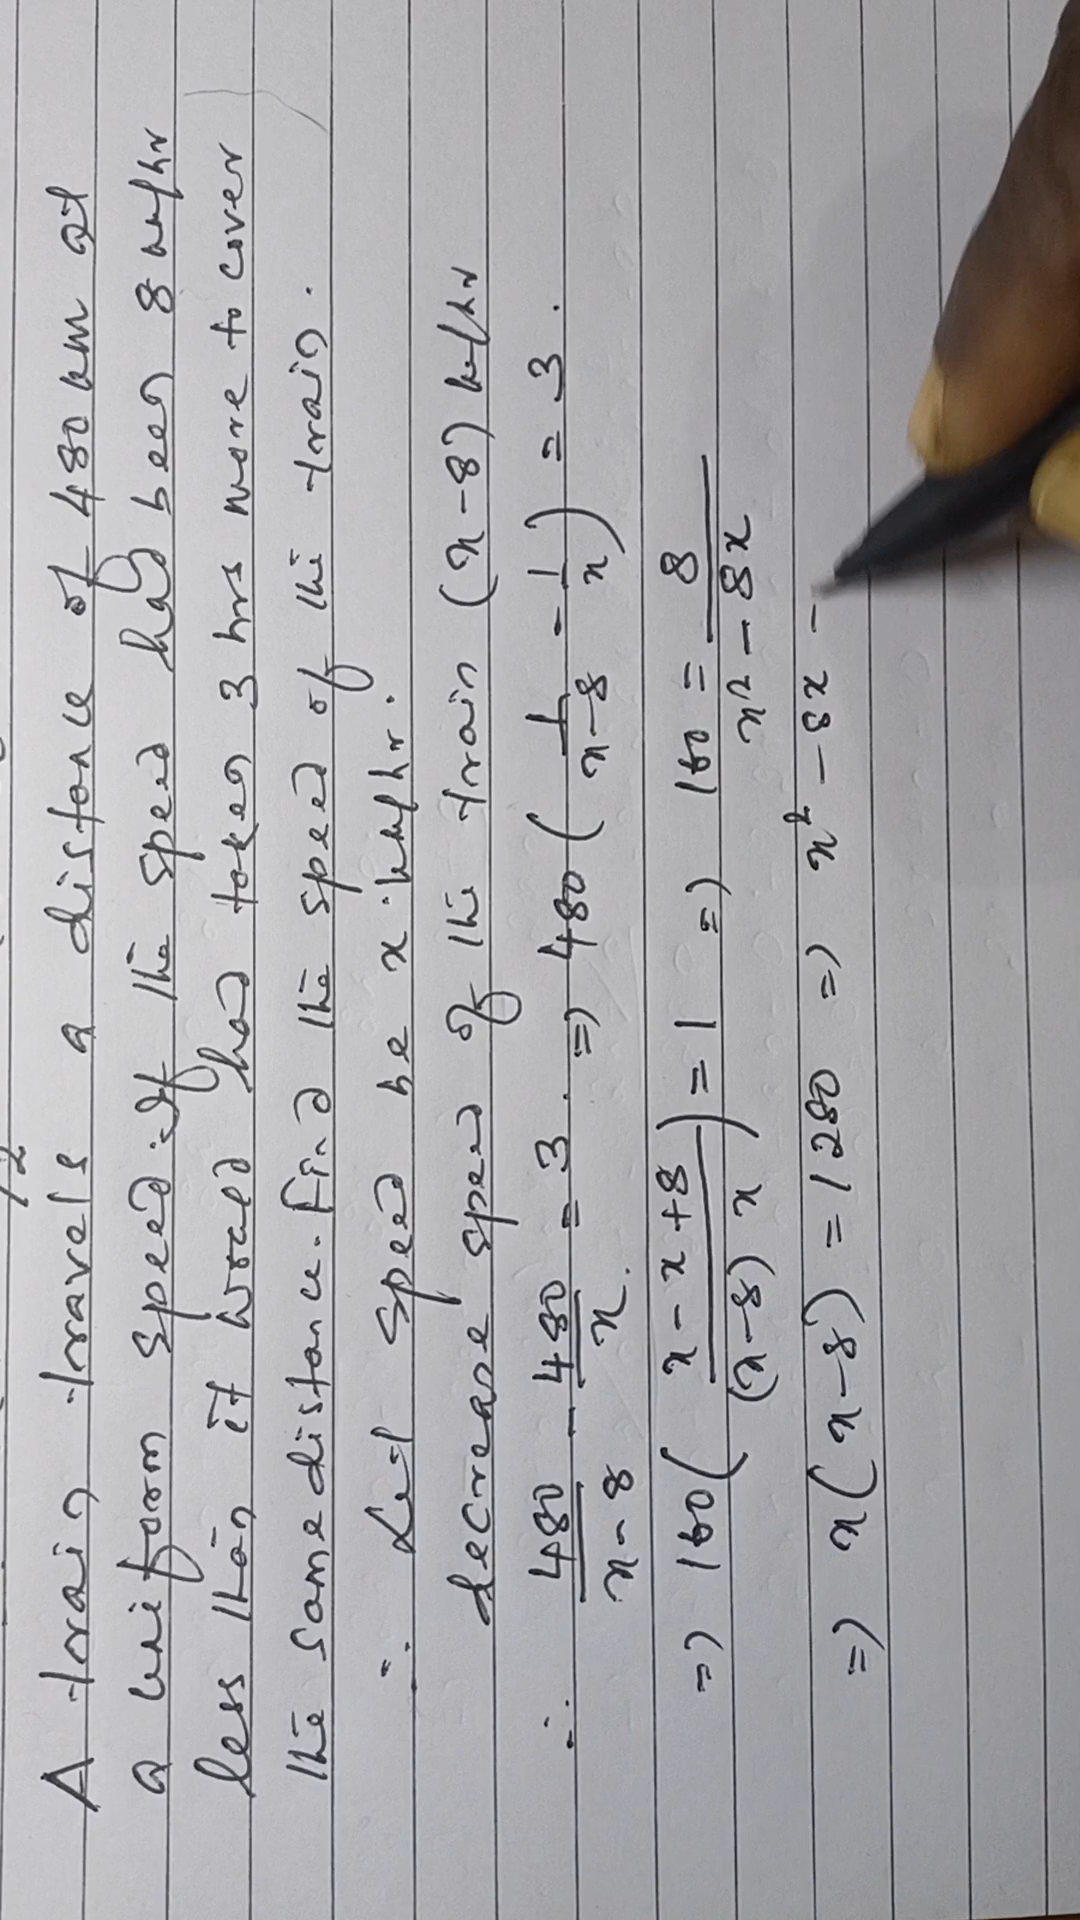 A train travels a distance of 480 km at
a uniform speed. If the speed had been 8 km/hr
less than it would had taken 3 hrs more to cover
the same distance. Find the speed of the train.
∴ Let speed be x km/hr.
decrease speed of the train (x-8) km/hr
∴ 480/(x-8) - 480/x = 3. => 480(1/(x-8) - 1/x) = 3.
=> 160((x-x+8)/((x-8)x)) = 1 => 160 = 8/(x²-8x)
=> x(x-8) = 1280 => x² - 8x -